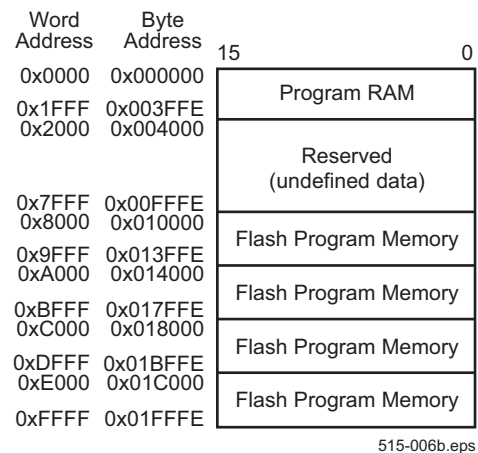 Word Byte
Address Address
15 0
0x0000 0x000000
Program RAM
0x1FFF 0x003FFE
0x2000 0x004000
Reserved
(undefined data)
0x7FFF 0x00FFFE
0x8000 0x010000
Flash Program Memory
0x9FFF 0x013FFE
0xA000 0x014000
Flash Program Memory
0xBFFF 0x017FFE
0xC000 0x018000
Flash Program Memory
0xDFFF 0x01BFFE
0xE000 0x01C000
Flash Program Memory
0xFFFF 0x01FFFE
515-006b.eps